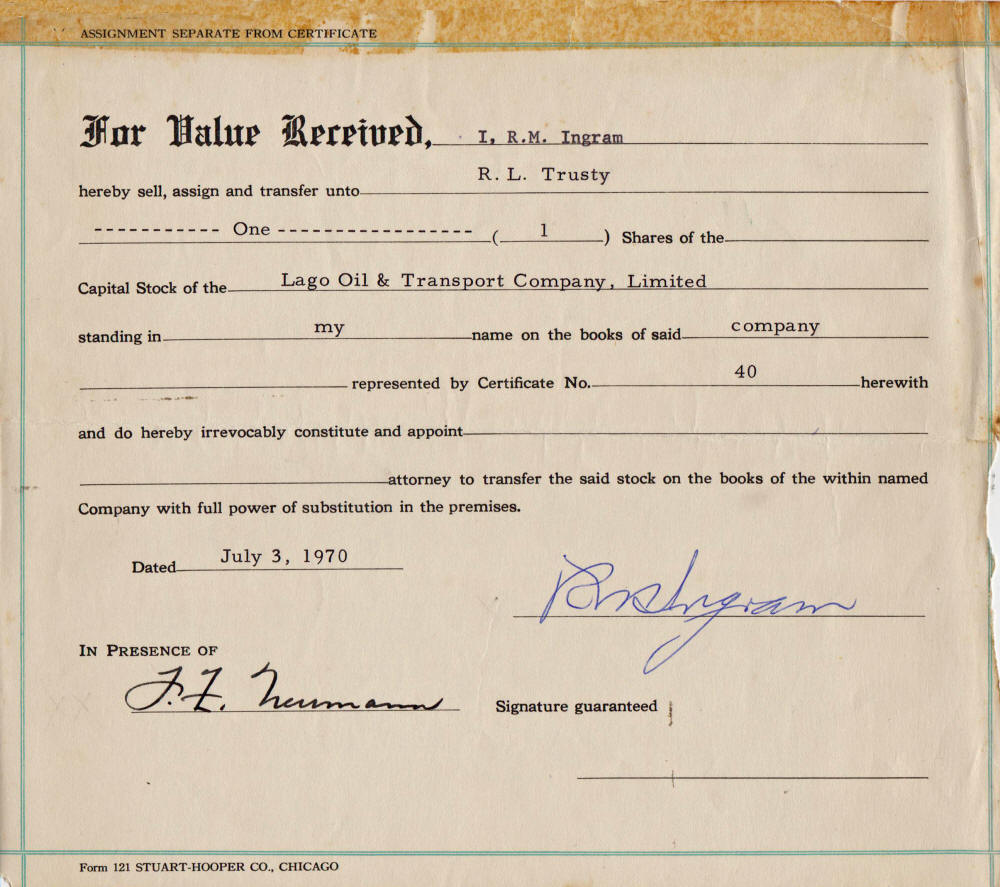 ASSIGNMENT SEPARATE FROM CERTIFICATE
For Value Received, I, R.M. Ingram
R. L. Trusty
hereby sell, assign and transfer unto
----------- One ----------------- ( 1 ) Shares of the
Capital Stock of the Lago Oil & Transport Company, Limited
standing in my name on the books of said company
represented by Certificate No. 40 herewith
and do hereby irrevocably constitute and appoint
attorney to transfer the said stock on the books of the within named
Company with full power of substitution in the premises.
Dated July 3, 1970
RM Ingram
IN PRESENCE OF
F. Z. Neumann
Signature guaranteed
Form 121 STUART-HOOPER CO., CHICAGO